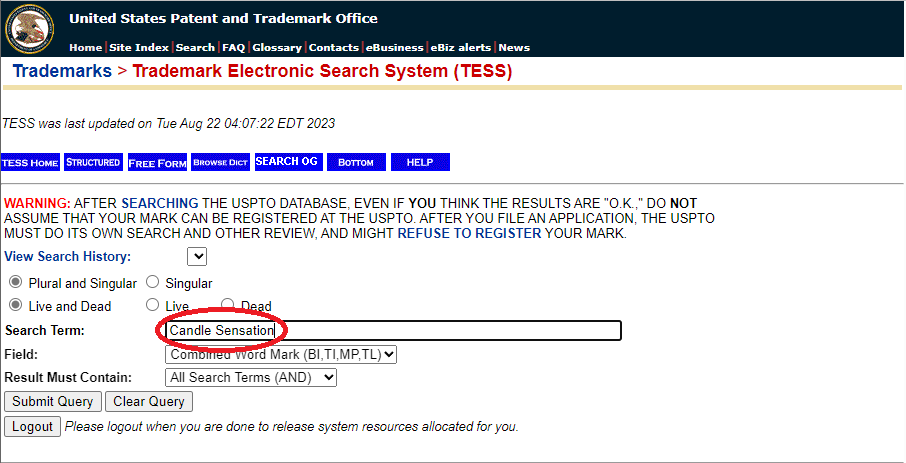 United States Patent and Trademark Office
Home | Site Index | Search | FAQ | Glossary | Contacts | eBusiness | eBiz alerts | News
Trademarks > Trademark Electronic Search System (TESS)
TESS was last updated on Tue Aug 22 04:07:22 EDT 2023
TESS HOME STRUCTURED FREE FORM BROWSE DICT SEARCH OG BOTTOM HELP
WARNING: AFTER SEARCHING THE USPTO DATABASE, EVEN IF YOU THINK THE RESULTS ARE "O.K.," DO NOT
ASSUME THAT YOUR MARK CAN BE REGISTERED AT THE USPTO. AFTER YOU FILE AN APPLICATION, THE USPTO
MUST DO ITS OWN SEARCH AND OTHER REVIEW, AND MIGHT REFUSE TO REGISTER YOUR MARK.
View Search History:
Plural and Singular Singular
Live and Dead Live Dead
Search Term: Candle Sensation
Field: Combined Word Mark (BI,TI,MP,TL)
Result Must Contain: All Search Terms (AND)
Submit Query Clear Query
Logout Please logout when you are done to release system resources allocated for you.